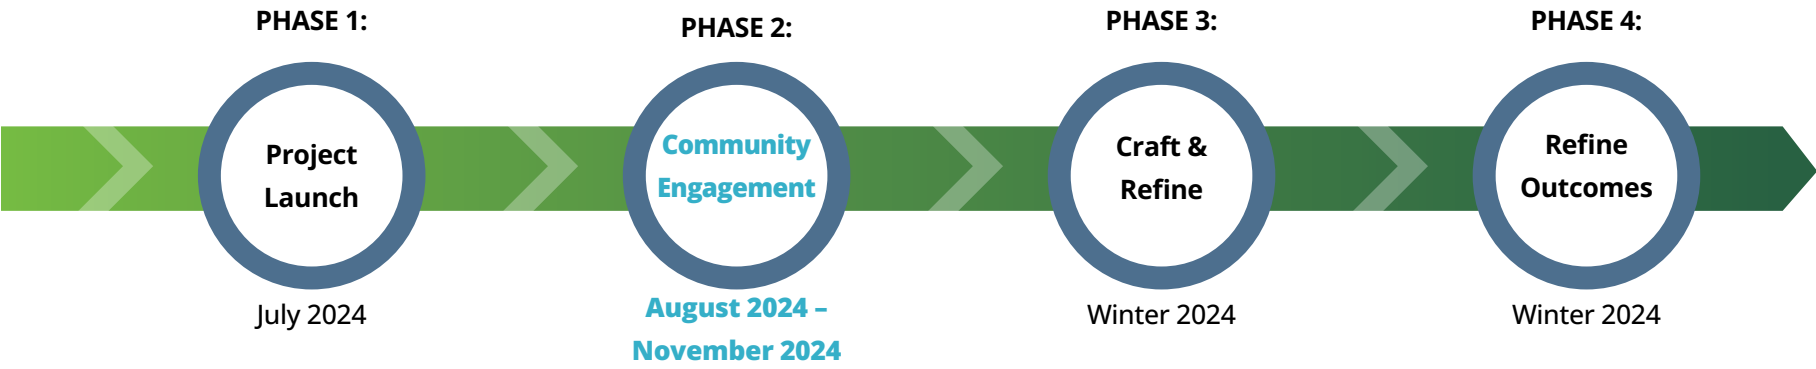 PHASE 1:
Project
Launch
July 2024
PHASE 2:
Community
Engagement
August 2024 –
November 2024
PHASE 3:
Craft &
Refine
Winter 2024
PHASE 4:
Refine
Outcomes
Winter 2024